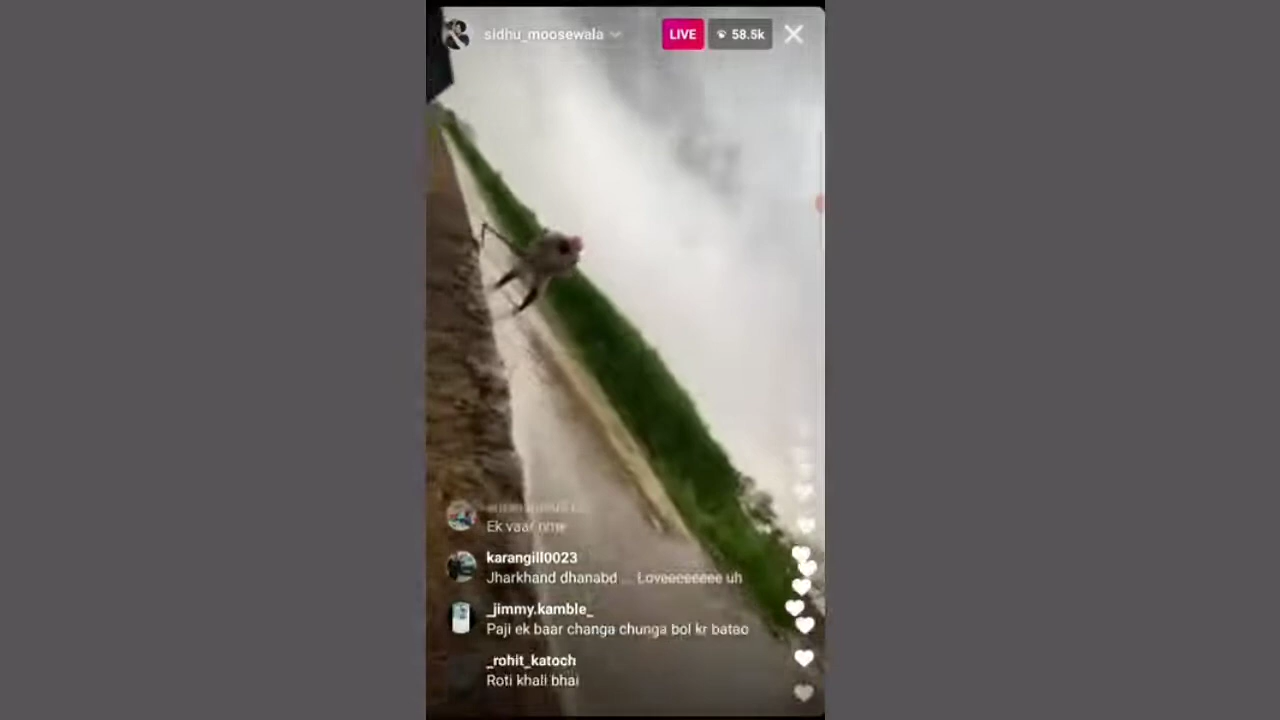 sidhu_moosewala
LIVE
58.5k
Ek vaar
karangill0023
Jharkhand dhanabd ... Loveeeeeeee uh
_jimmy.kamble_
Paji ek baar changa chunga bol kr batao
_rohit_katoch
Roti khali bhai